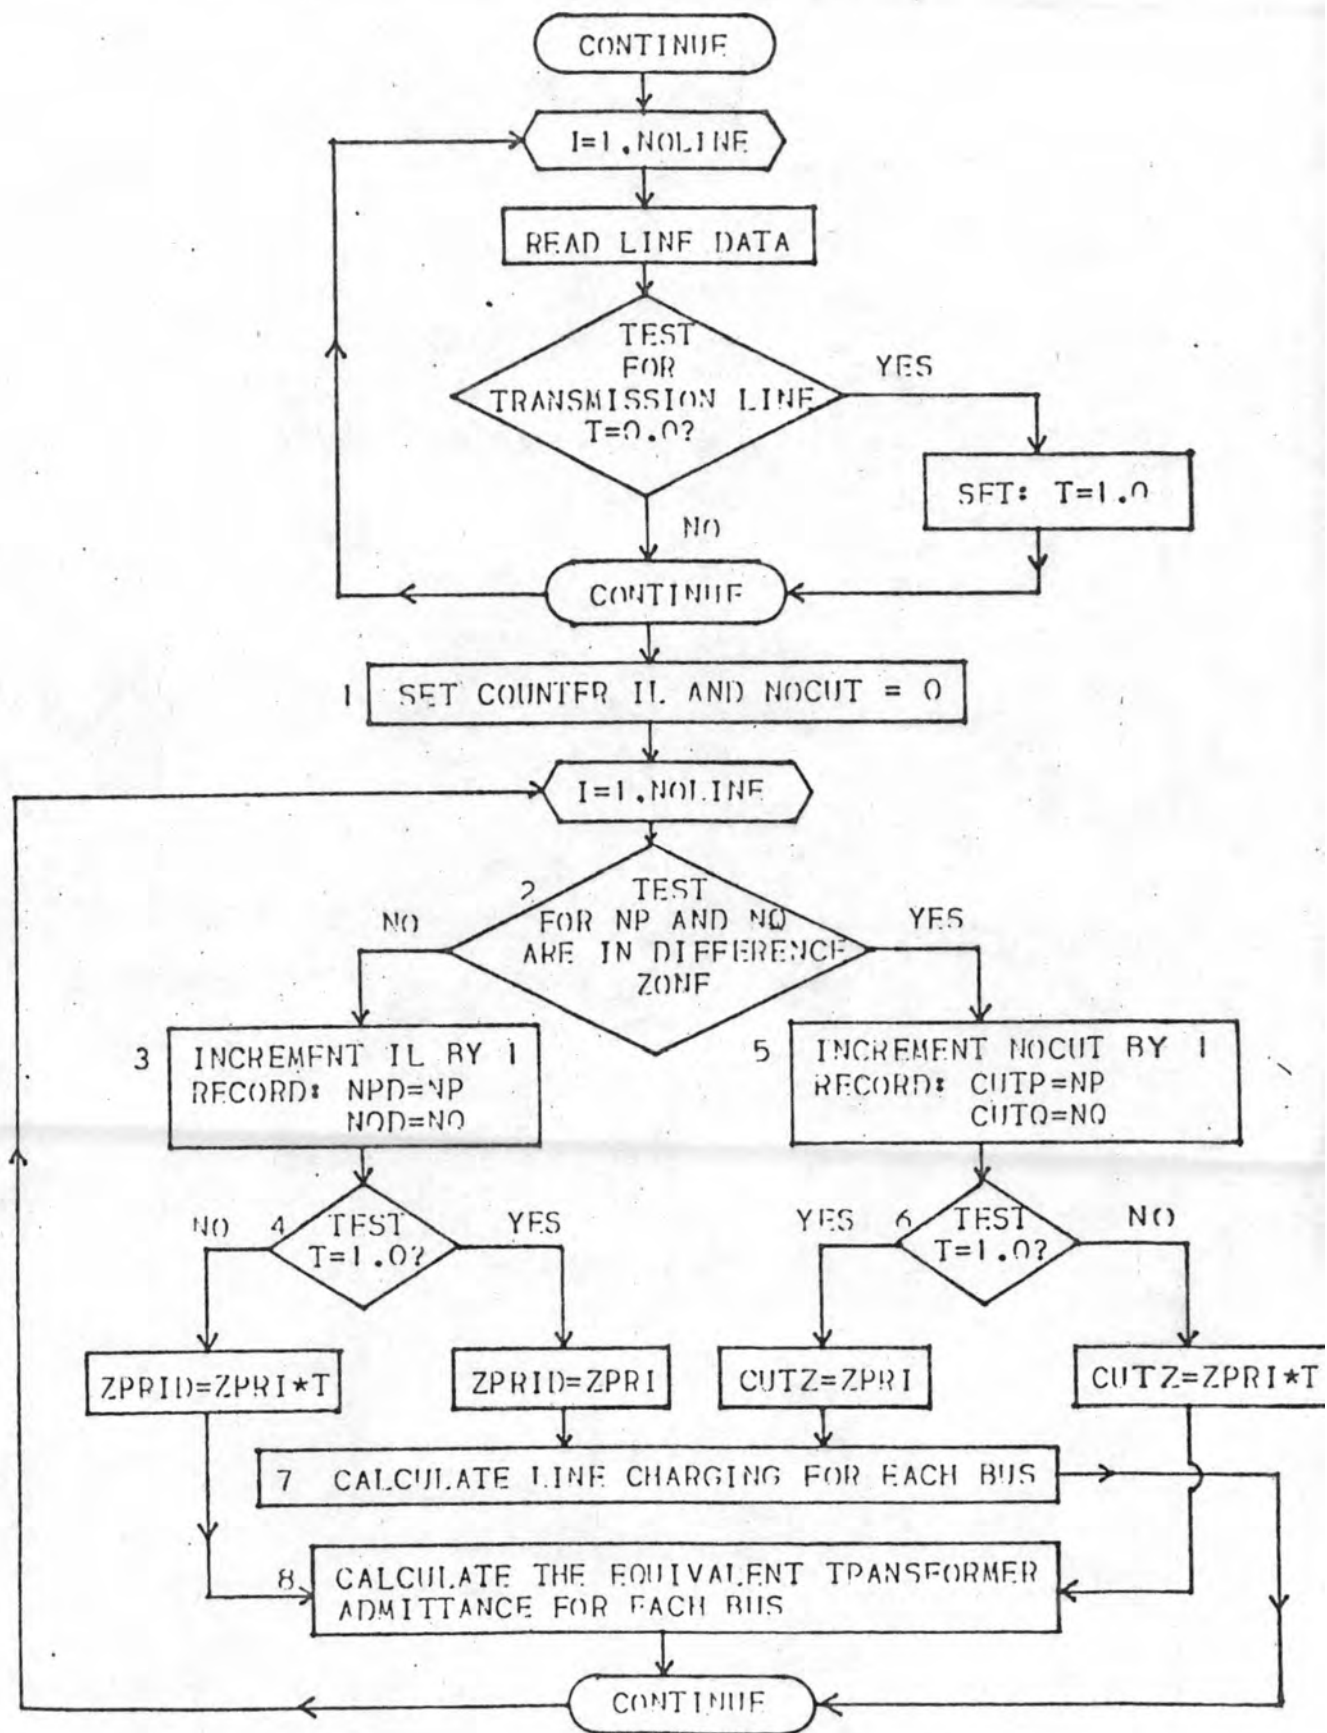 CONTINUE
I=1,NOLINE
READ LINE DATA
TEST
FOR
TRANSMISSION LINE
T=0.0?
YES
SET: T=1.0
NO
CONTINUE
1 SET COUNTER IL AND NOCUT = 0
I=1,NOLINE
2 TEST
FOR NP AND NQ
ARE IN DIFFERENCE
ZONE
NO
YES
3 INCREMENT IL BY 1
RECORD: NPD=NP
NQD=NQ
5 INCREMENT NOCUT BY 1
RECORD: CUTP=NP
CUTQ=NQ
NO 4 TEST YES
T=1.0?
YES 6 TEST NO
T=1.0?
ZPRID=ZPRI*T
ZPRID=ZPRI
CUTZ=ZPRI
CUTZ=ZPRI*T
7 CALCULATE LINE CHARGING FOR EACH BUS
8 CALCULATE THE EQUIVALENT TRANSFORMER
ADMITTANCE FOR EACH BUS
CONTINUE